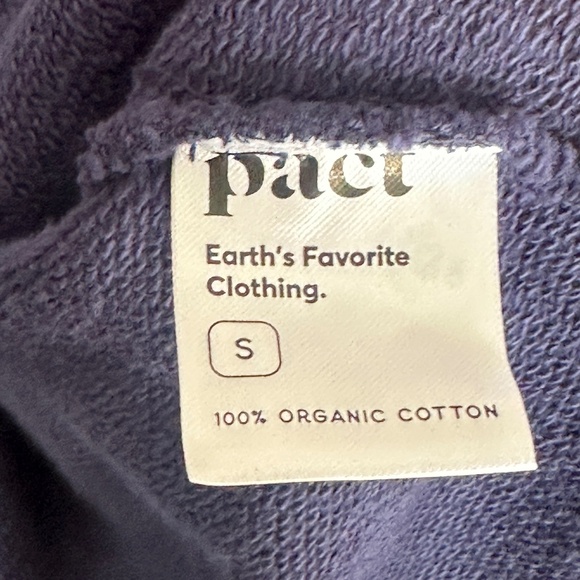 pact
Earth's Favorite
Clothing.
S
100% ORGANIC COTTON